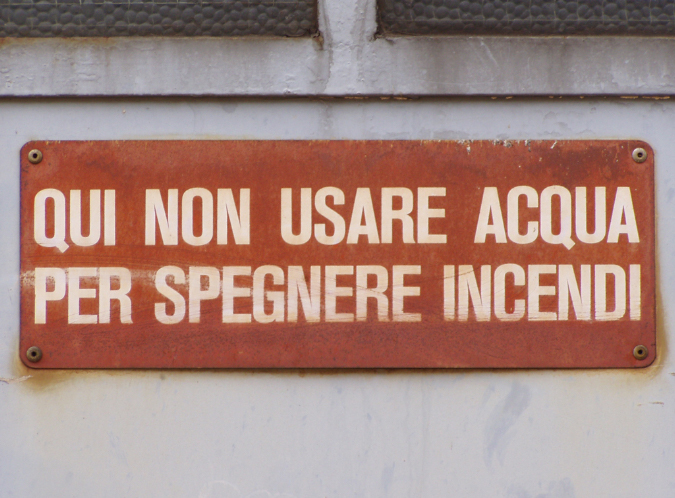 QUI NON USARE ACQUA
PER SPEGNERE INCENDI